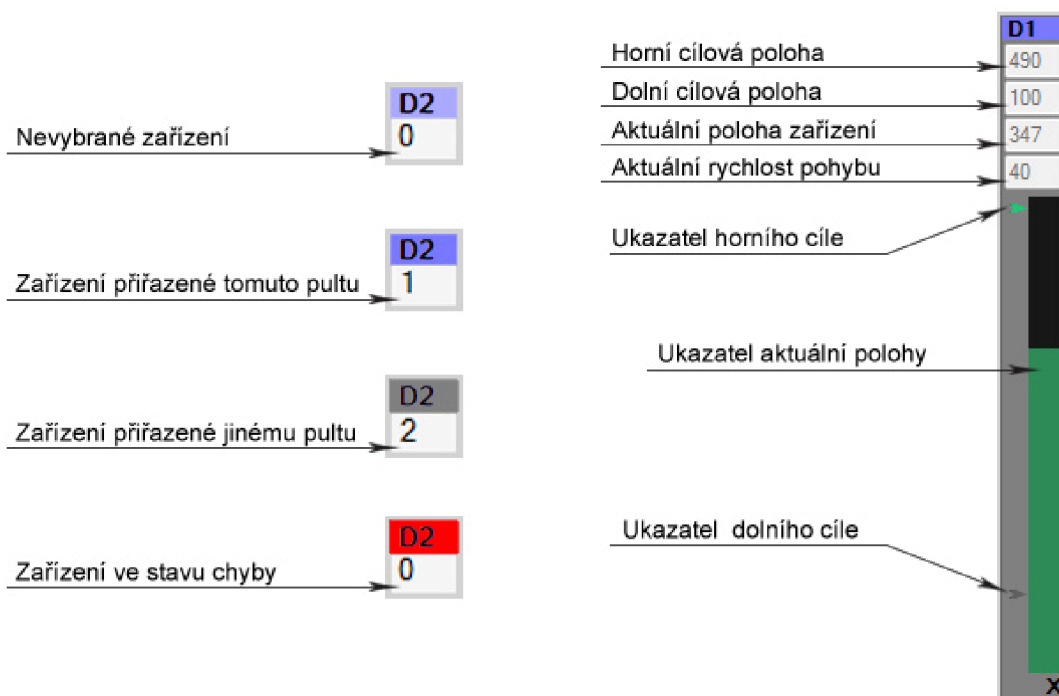 D2
Nevybrané zařízení
0
D2
Zařízení přiřazené tomuto pultu
1
D2
Zařízení přiřazené jinému pultu
2
D2
Zařízení ve stavu chyby
0
D1
Horní cílová poloha
490
Dolní cílová poloha
100
Aktuální poloha zařízení
347
Aktuální rychlost pohybu
40
Ukazatel horního cíle
Ukazatel aktuální polohy
Ukazatel dolního cíle
X